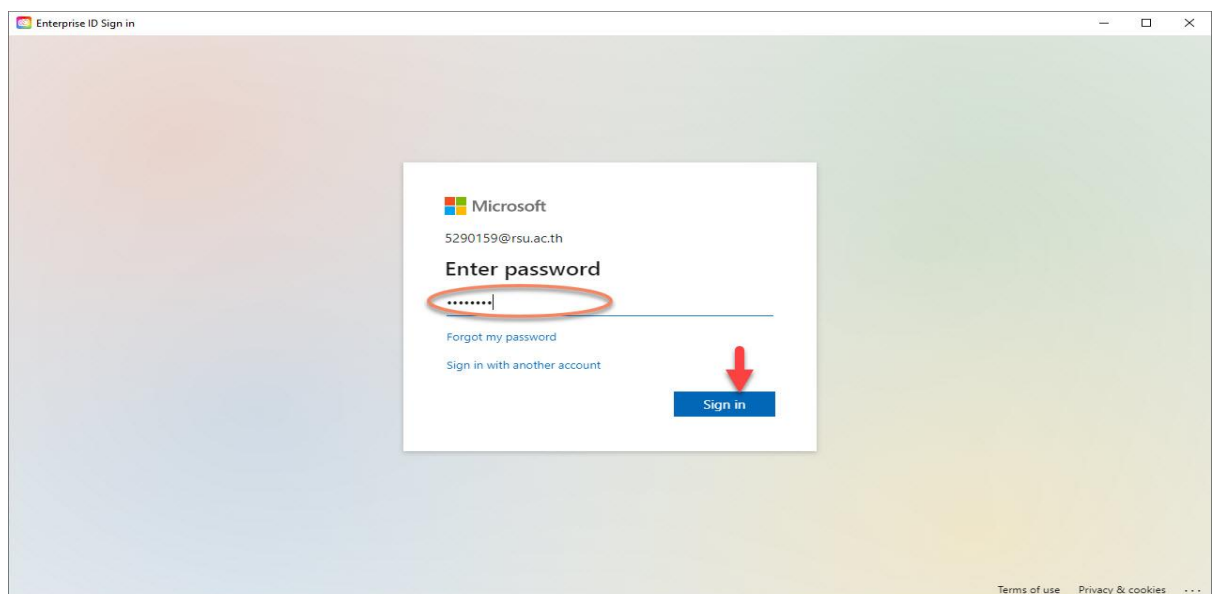 Enterprise ID Sign in
Microsoft
5290159@rsu.ac.th
Enter password
••••••••
Forgot my password
Sign in with another account
Sign in
Terms of use Privacy & cookies ...